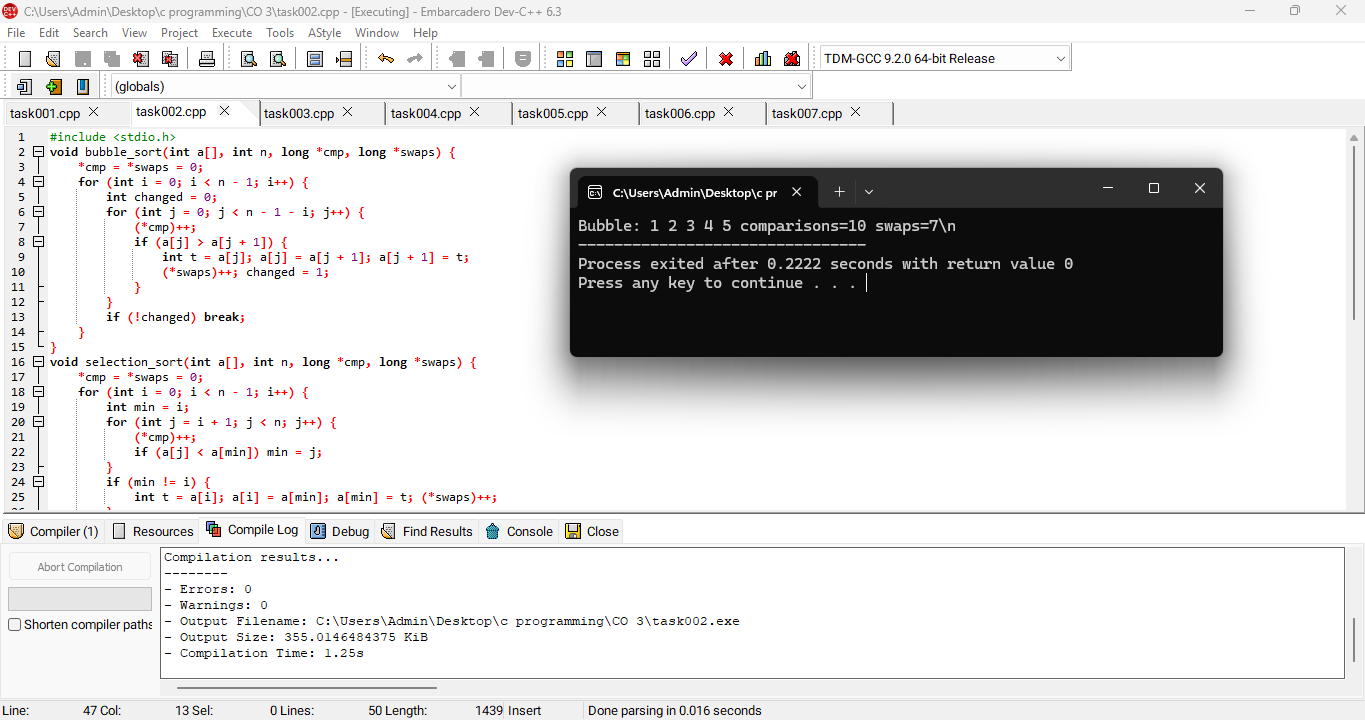 C:\Users\Admin\Desktop\c programming\CO 3\task002.cpp - [Executing] - Embarcadero Dev-C++ 6.3
File Edit Search View Project Execute Tools AStyle Window Help
TDM-GCC 9.2.0 64-bit Release
(globals)
task001.cpp task002.cpp task003.cpp task004.cpp task005.cpp task006.cpp task007.cpp
1 #include <stdio.h>
2 void bubble_sort(int a[], int n, long *cmp, long *swaps) {
3 *cmp = *swaps = 0;
4 for (int i = 0; i < n - 1; i++) {
5 int changed = 0;
6 for (int j = 0; j < n - 1 - i; j++) {
7 (*cmp)++;
8 if (a[j] > a[j + 1]) {
9 int t = a[j]; a[j] = a[j + 1]; a[j + 1] = t;
10 (*swaps)++; changed = 1;
11 }
12 }
13 if (!changed) break;
14 }
15 }
16 void selection_sort(int a[], int n, long *cmp, long *swaps) {
17 *cmp = *swaps = 0;
18 for (int i = 0; i < n - 1; i++) {
19 int min = i;
20 for (int j = i + 1; j < n; j++) {
21 (*cmp)++;
22 if (a[j] < a[min]) min = j;
23 }
24 if (min != i) {
25 int t = a[i]; a[i] = a[min]; a[min] = t; (*swaps)++;
C:\Users\Admin\Desktop\c pr
Bubble: 1 2 3 4 5 comparisons=10 swaps=7\n
--------------------------------
Process exited after 0.2222 seconds with return value 0
Press any key to continue . . .
Compiler (1) Resources Compile Log Debug Find Results Console Close
Abort Compilation
Shorten compiler paths
Compilation results...
--------
- Errors: 0
- Warnings: 0
- Output Filename: C:\Users\Admin\Desktop\c programming\CO 3\task002.exe
- Output Size: 355.0146484375 KiB
- Compilation Time: 1.25s
Line: 47 Col: 13 Sel: 0 Lines: 50 Length: 1439 Insert Done parsing in 0.016 seconds